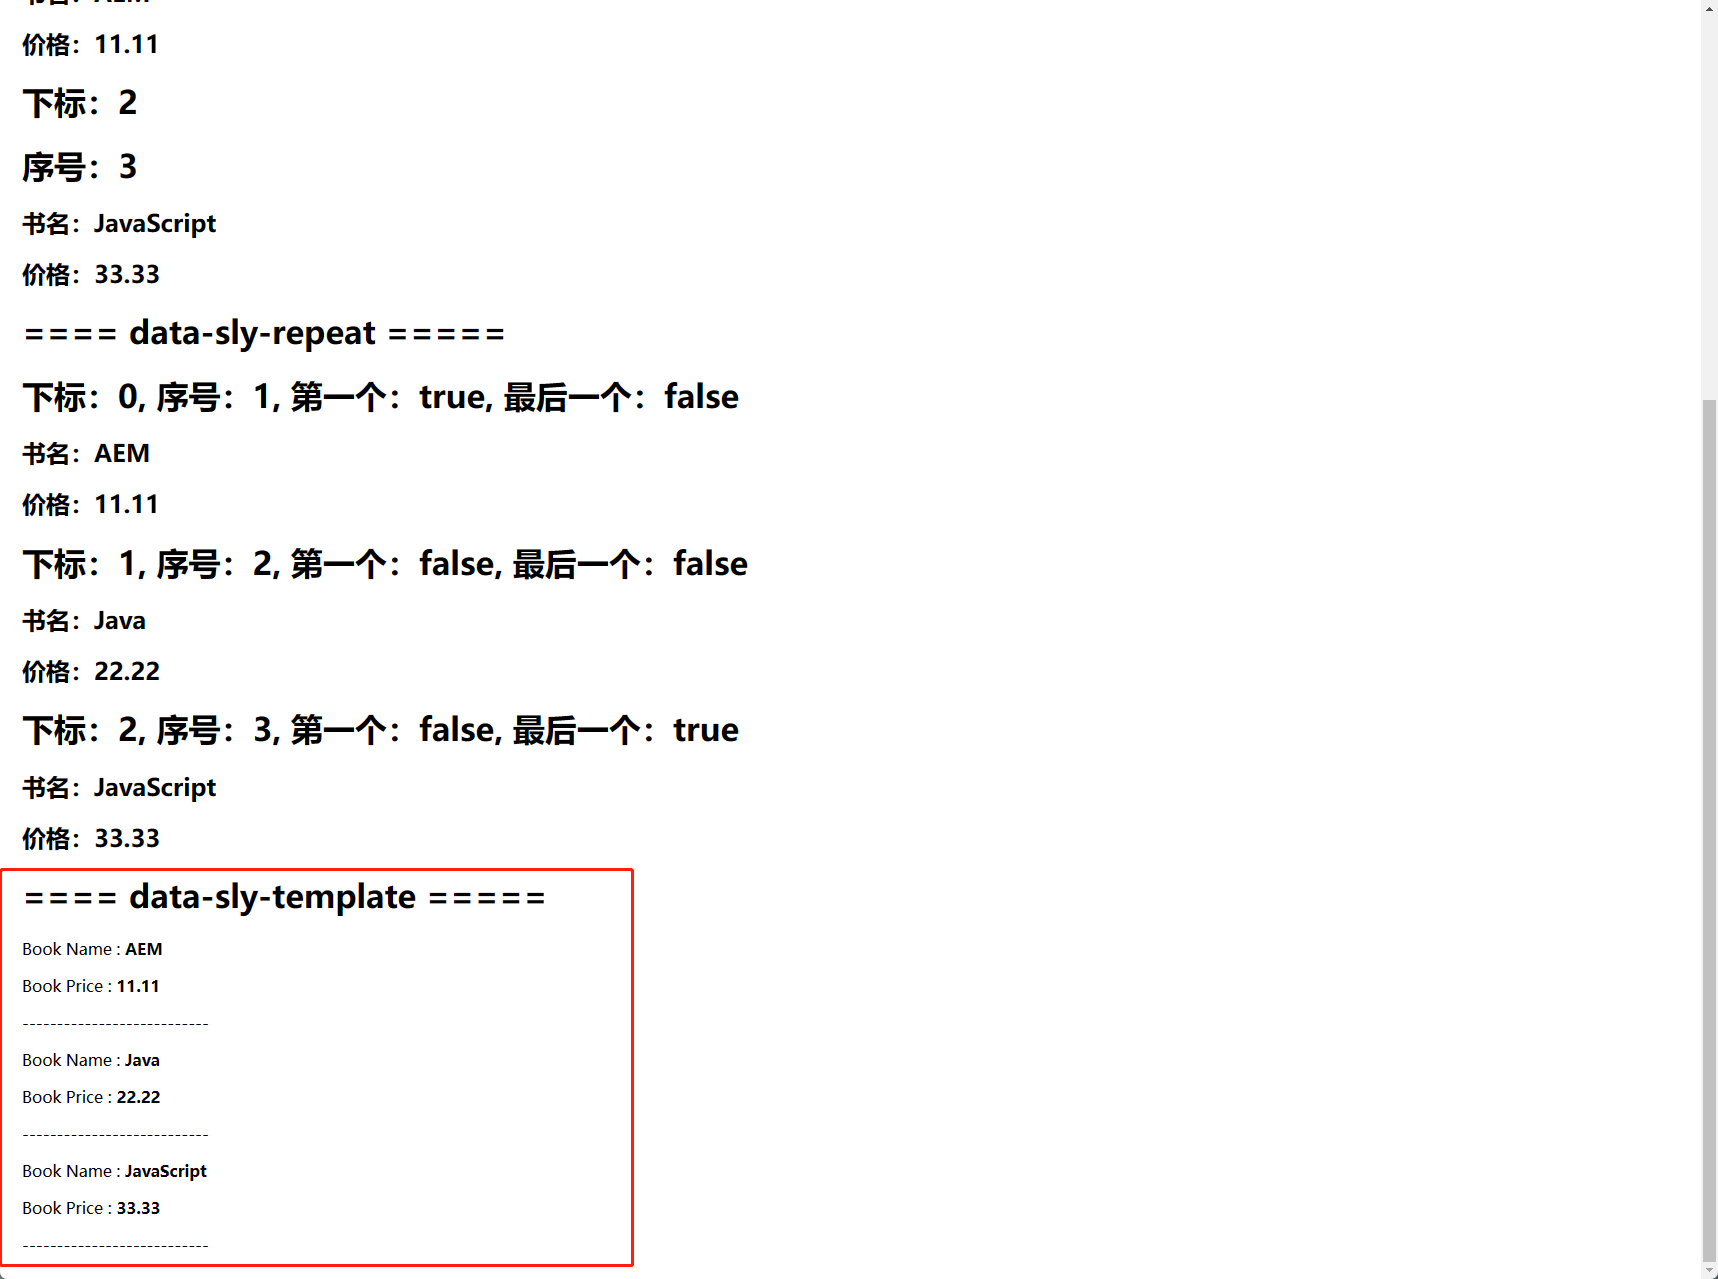 价格：11.11
下标：2
序号：3
书名：JavaScript
价格：33.33
==== data-sly-repeat =====
下标：0, 序号：1, 第一个：true, 最后一个：false
书名：AEM
价格：11.11
下标：1, 序号：2, 第一个：false, 最后一个：false
书名：Java
价格：22.22
下标：2, 序号：3, 第一个：false, 最后一个：true
书名：JavaScript
价格：33.33
==== data-sly-template =====
Book Name : AEM
Book Price : 11.11
---------------------------
Book Name : Java
Book Price : 22.22
---------------------------
Book Name : JavaScript
Book Price : 33.33
---------------------------